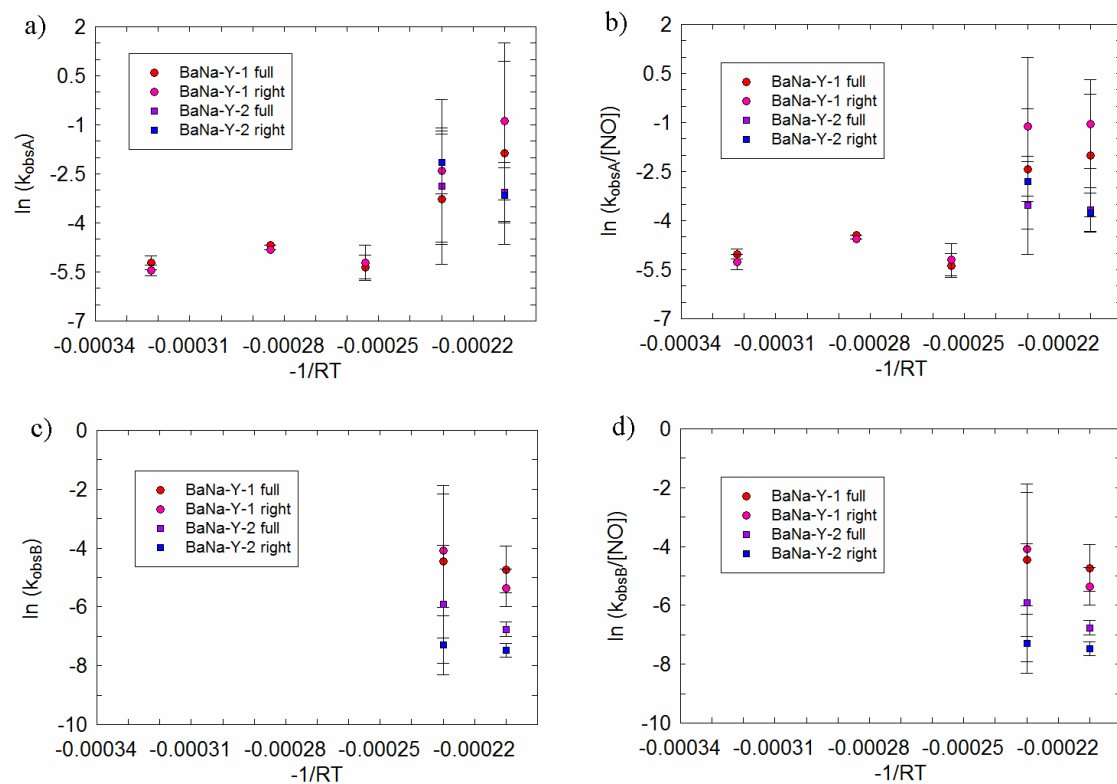 a)
2
0.5
-1
-2.5
-4
-5.5
-7
ln (k_obsA)
BaNa-Y-1 full
BaNa-Y-1 right
BaNa-Y-2 full
BaNa-Y-2 right
-0.00034 -0.00031 -0.00028 -0.00025 -0.00022
-1/RT
b)
2
0.5
-1
-2.5
-4
-5.5
-7
ln (k_obsA/[NO])
BaNa-Y-1 full
BaNa-Y-1 right
BaNa-Y-2 full
BaNa-Y-2 right
-0.00034 -0.00031 -0.00028 -0.00025 -0.00022
-1/RT
c)
0
-2
-4
-6
-8
-10
ln (k_obsB)
BaNa-Y-1 full
BaNa-Y-1 right
BaNa-Y-2 full
BaNa-Y-2 right
-0.00034 -0.00031 -0.00028 -0.00025 -0.00022
-1/RT
d)
0
-2
-4
-6
-8
-10
ln (k_obsB/[NO])
BaNa-Y-1 full
BaNa-Y-1 right
BaNa-Y-2 full
BaNa-Y-2 right
-0.00034 -0.00031 -0.00028 -0.00025 -0.00022
-1/RT